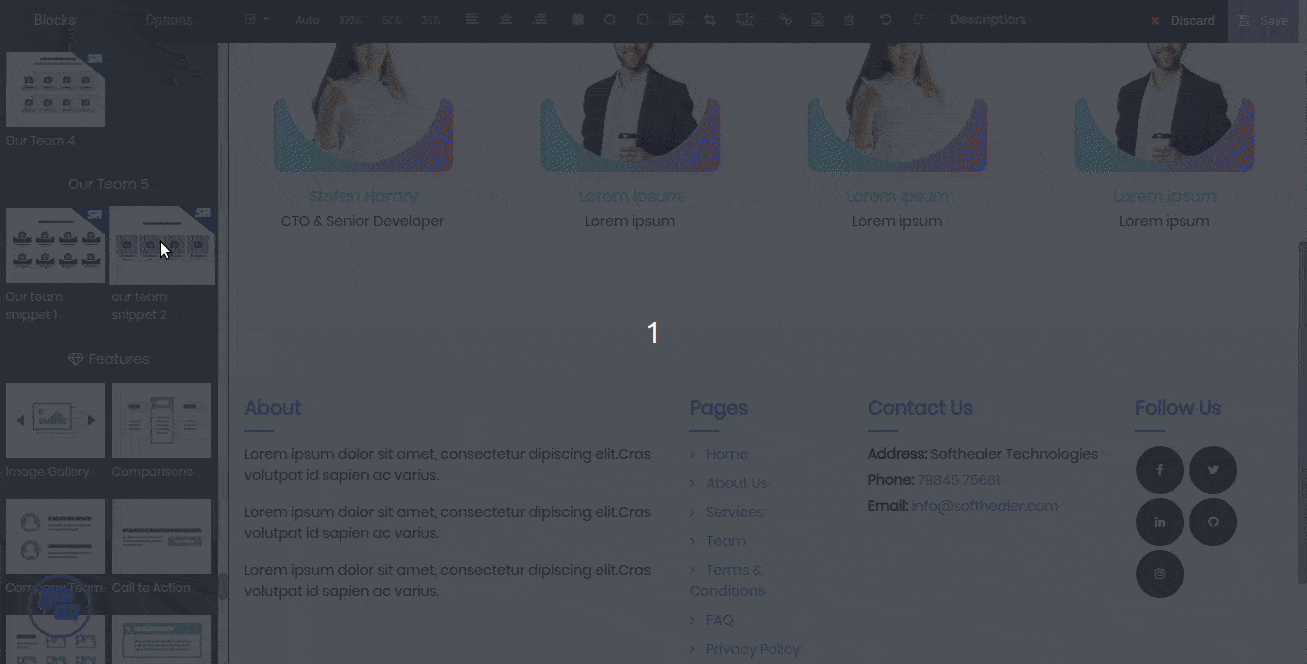 Blocks
Options
Auto
100%
50%
25%
Description
Discard
Save
SR
Our Team 4
Our Team 5
SR
SR
Our team
snippet 1
our team
snippet 2
Features
Image Gallery
Comparisons
Company Team
Call to Action
Stefen Harary
CTO & Senior Developer
Lorem ipsum
Lorem ipsum
Lorem ipsum
Lorem ipsum
Lorem ipsum
Lorem ipsum
1
About
Lorem ipsum dolor sit amet, consectetur dipiscing elit.Cras
volutpat id sapien ac varius.
Lorem ipsum dolor sit amet, consectetur dipiscing elit.Cras
volutpat id sapien ac varius.
Lorem ipsum dolor sit amet, consectetur dipiscing elit.Cras
volutpat id sapien ac varius.
Pages
Home
About Us
Services
Team
Terms &
Conditions
FAQ
Privacy Policy
Contact Us
Address: Softhealer Technologies
Phone: 79845 75681
Email: info@softhealer.com
Follow Us